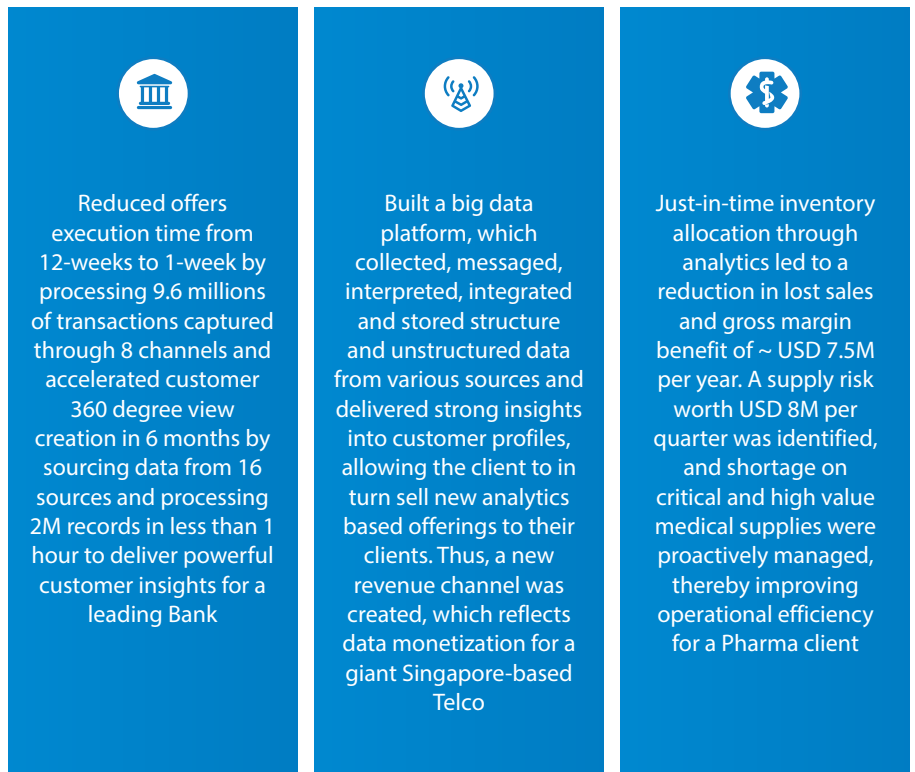 Reduced offers
execution time from
12-weeks to 1-week by
processing 9.6 millions
of transactions captured
through 8 channels and
accelerated customer
360 degree view
creation in 6 months by
sourcing data from 16
sources and processing
2M records in less than 1
hour to deliver powerful
customer insights for a
leading Bank
Built a big data
platform, which
collected, messaged,
interpreted, integrated
and stored structure
and unstructured data
from various sources and
delivered strong insights
into customer profiles,
allowing the client to in
turn sell new analytics
based offerings to their
clients. Thus, a new
revenue channel was
created, which reflects
data monetization for a
giant Singapore-based
Telco
Just-in-time inventory
allocation through
analytics led to a
reduction in lost sales
and gross margin
benefit of ~ USD 7.5M
per year. A supply risk
worth USD 8M per
quarter was identified,
and shortage on
critical and high value
medical supplies were
proactively managed,
thereby improving
operational efficiency
for a Pharma client